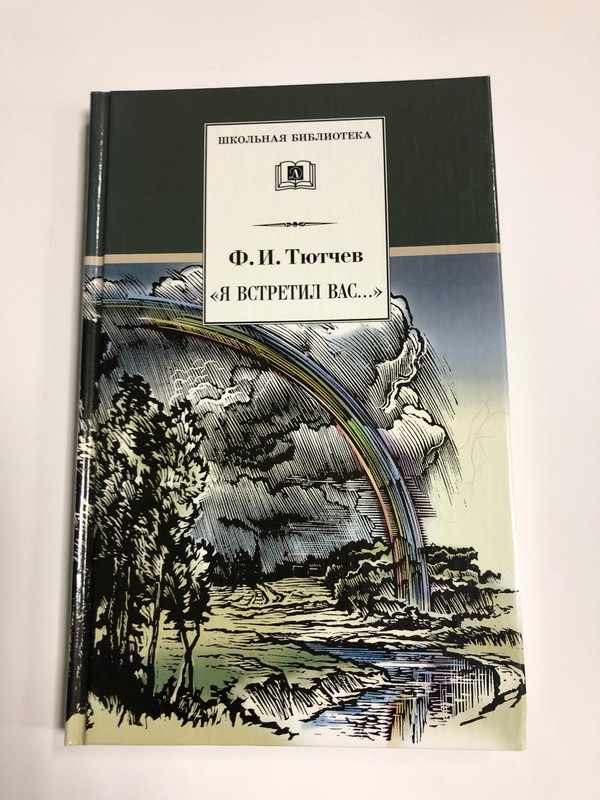 ШКОЛЬНАЯ БИБЛИОТЕКА
Ф. И. Тютчев
«Я ВСТРЕТИЛ ВАС...»